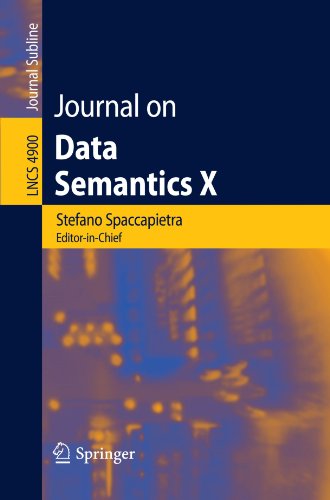 Journal Subline
LNCS 4900
Journal on
Data
Semantics X
Stefano Spaccapietra
Editor-in-Chief
Springer